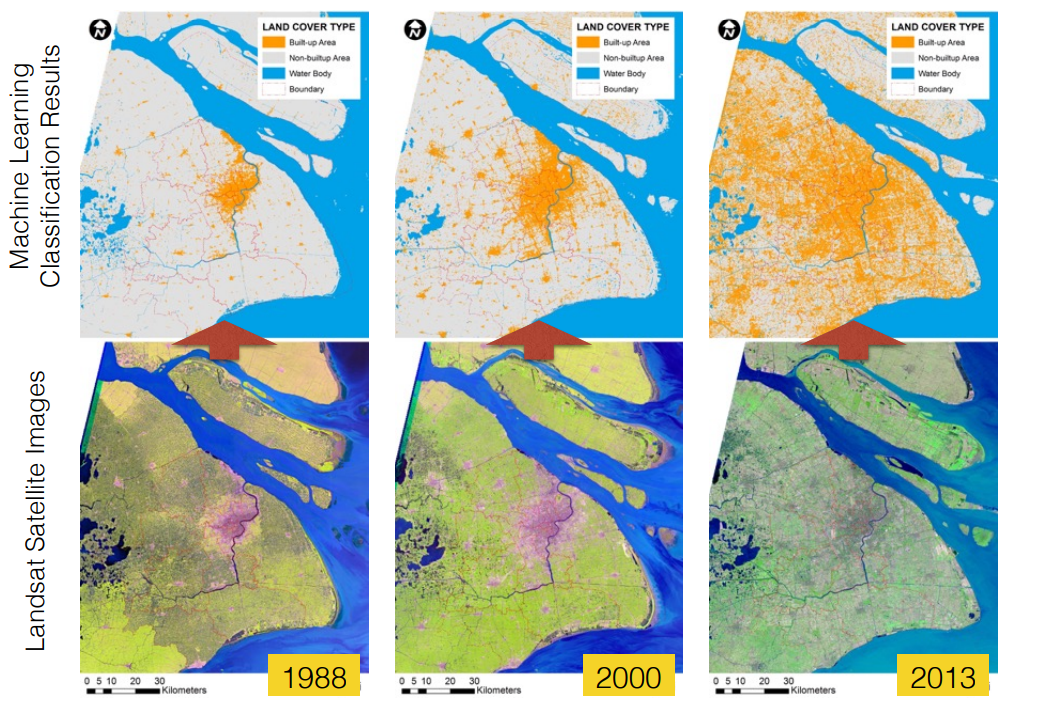 Machine Learning
Classification Results
N
LAND COVER TYPE
Built-up Area
Non-builtup Area
Water Body
Boundary
N
LAND COVER TYPE
Built-up Area
Non-builtup Area
Water Body
Boundary
N
LAND COVER TYPE
Built-up Area
Non-builtup Area
Water Body
Boundary
Landsat Satellite Images
1988
0 5 10 20 30
Kilometers
2000
0 5 10 20 30
Kilometers
2013
0 5 10 20 30
Kilometers